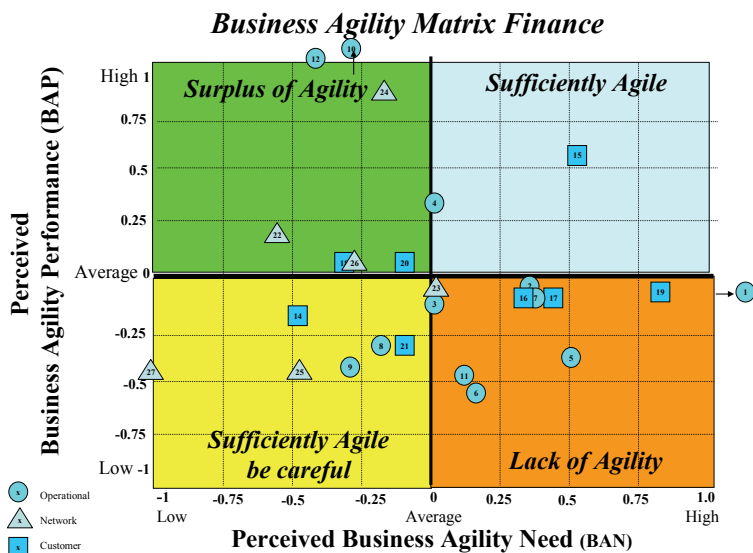 Business Agility Matrix Finance
Perceived
Business Agility Performance (BAP)
High 1
0.75
0.5
0.25
Average 0
-0.25
-0.5
-0.75
Low -1
Surplus of Agility
Sufficiently Agile
Sufficiently Agile
be careful
Lack of Agility
12
10
24
15
4
22
26
20
23
3
2
16
7
17
19
1
14
8
21
9
25
27
5
11
6
-1
-0.75
-0.5
-0.25
0
0.25
0.5
0.75
1.0
Low
Average
High
Perceived Business Agility Need (BAN)
x Operational
x Network
x Customer